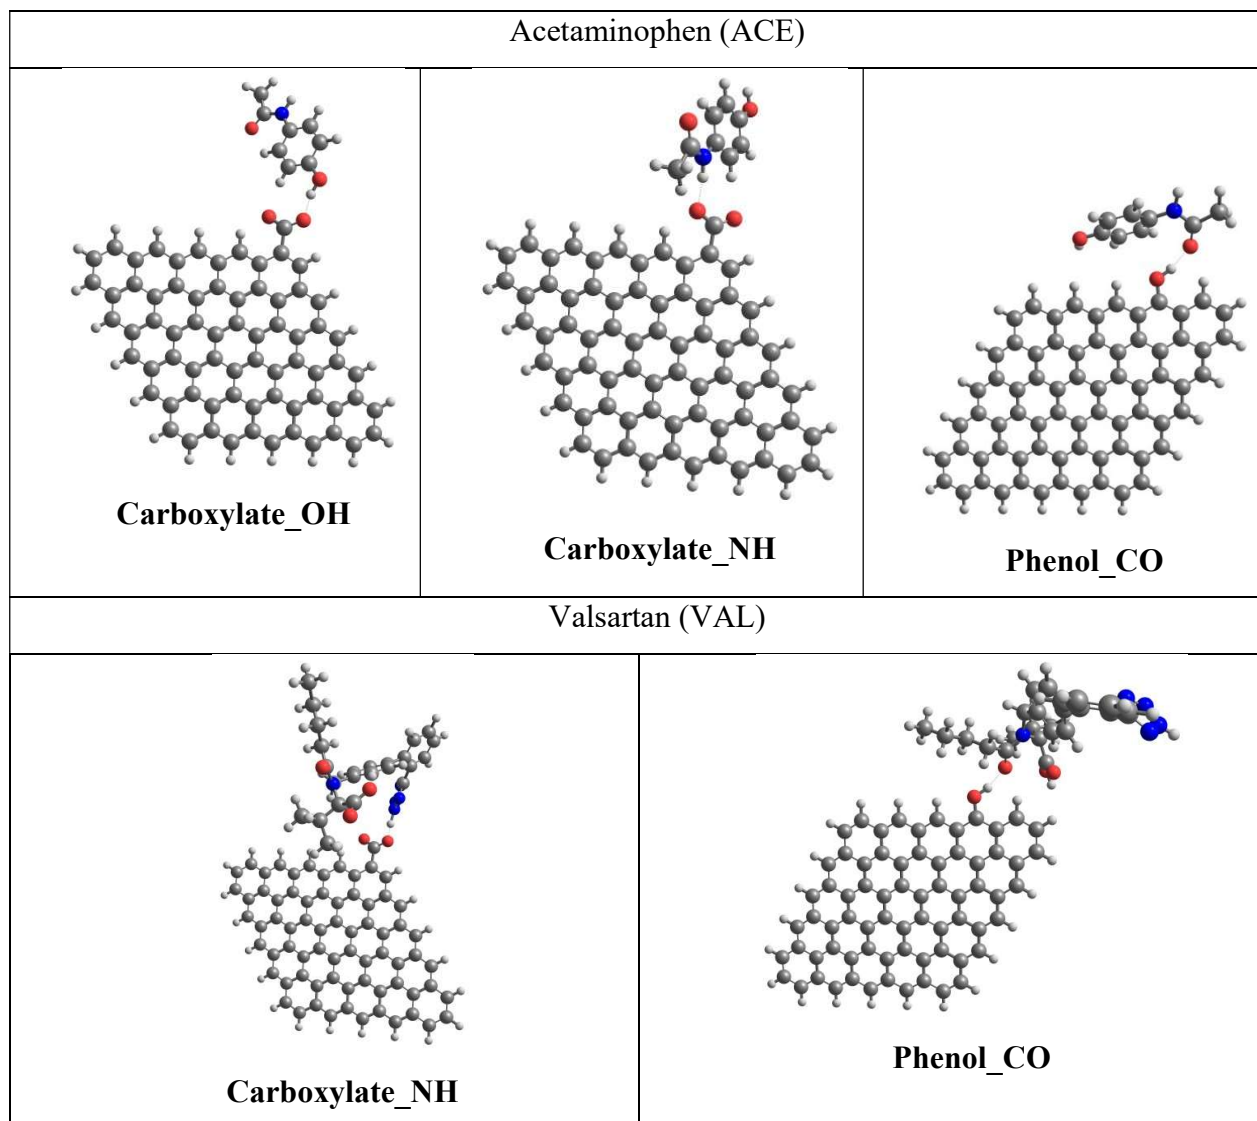 Acetaminophen (ACE)
Carboxylate_OH
Carboxylate_NH
Phenol_CO
Valsartan (VAL)
Carboxylate_NH
Phenol_CO